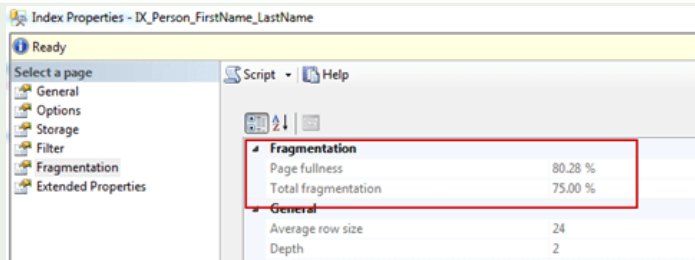 Index Properties - IX_Person_FirstName_LastName
Ready
Select a page
General
Options
Storage
Filter
Fragmentation
Extended Properties
Script Help
Fragmentation
Page fullness 80.28 %
Total fragmentation 75.00 %
General
Average row size 24
Depth 2